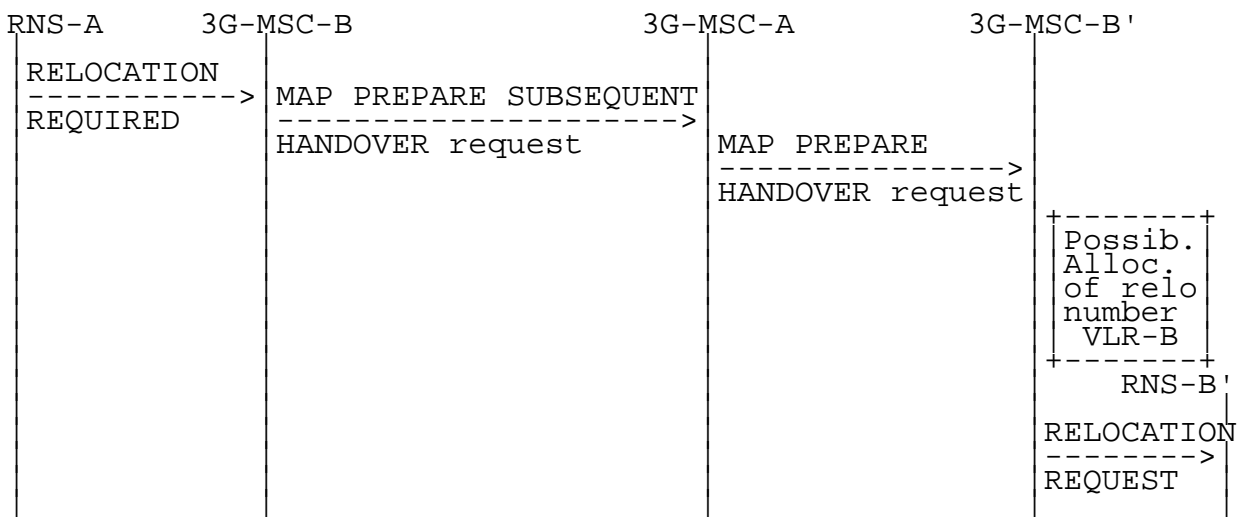 RNS-A 3G-MSC-B 3G-MSC-A 3G-MSC-B'
RELOCATION
REQUIRED
MAP PREPARE SUBSEQUENT
HANDOVER request
MAP PREPARE
HANDOVER request
Possib.
Alloc.
of relo
number
VLR-B
RNS-B'
RELOCATION
REQUEST